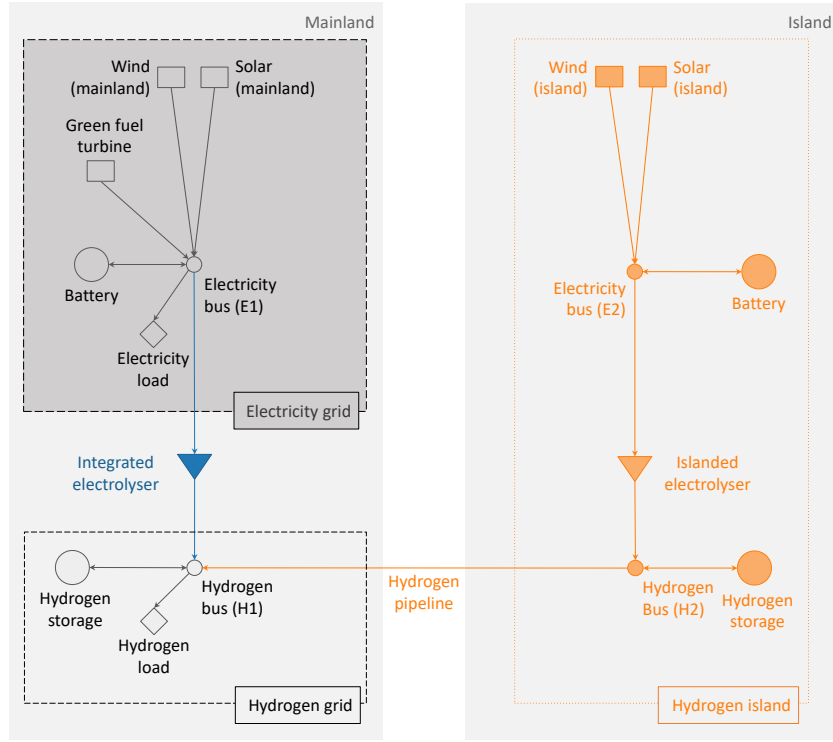 Mainland
Wind
(mainland)
Solar
(mainland)
Green fuel
turbine
Battery
Electricity
bus (E1)
Electricity
load
Electricity grid
Integrated
electrolyser
Hydrogen
storage
Hydrogen
bus (H1)
Hydrogen
load
Hydrogen grid
Hydrogen
pipeline
Island
Wind
(island)
Solar
(island)
Electricity
bus (E2)
Battery
Islanded
electrolyser
Hydrogen
Bus (H2)
Hydrogen
storage
Hydrogen island